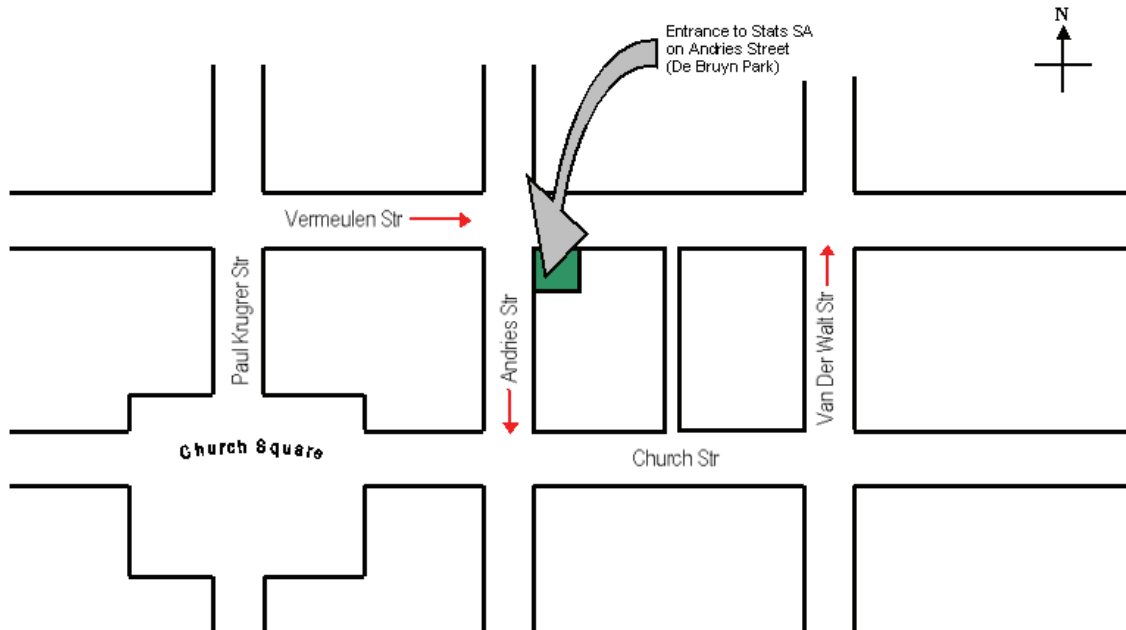 N
Entrance to Stats SA
on Andries Street
(De Bruyn Park)
Vermeulen Str
Paul Krugrer Str
Andries Str
Van Der Walt Str
Church Square
Church Str